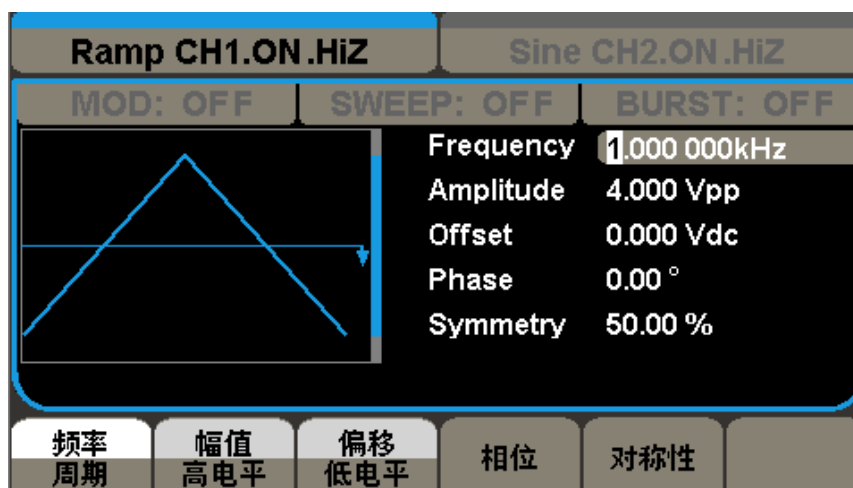 Ramp CH1.ON.HiZ Sine CH2.ON.HiZ
MOD: OFF SWEEP: OFF BURST: OFF
Frequency 1.000 000kHz
Amplitude 4.000 Vpp
Offset 0.000 Vdc
Phase 0.00 °
Symmetry 50.00 %
频率 幅值 偏移 相位 对称性
周期 高电平 低电平